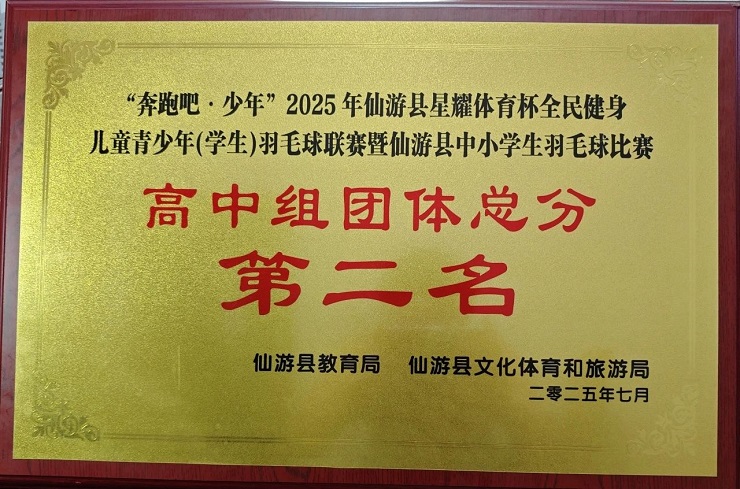 “奔跑吧·少年”2025年仙游县星耀体育杯全民健身
儿童青少年(学生)羽毛球联赛暨仙游县中小学生羽毛球比赛
高中组团体总分
第二名
仙游县教育局 仙游县文化体育和旅游局
二零二五年七月